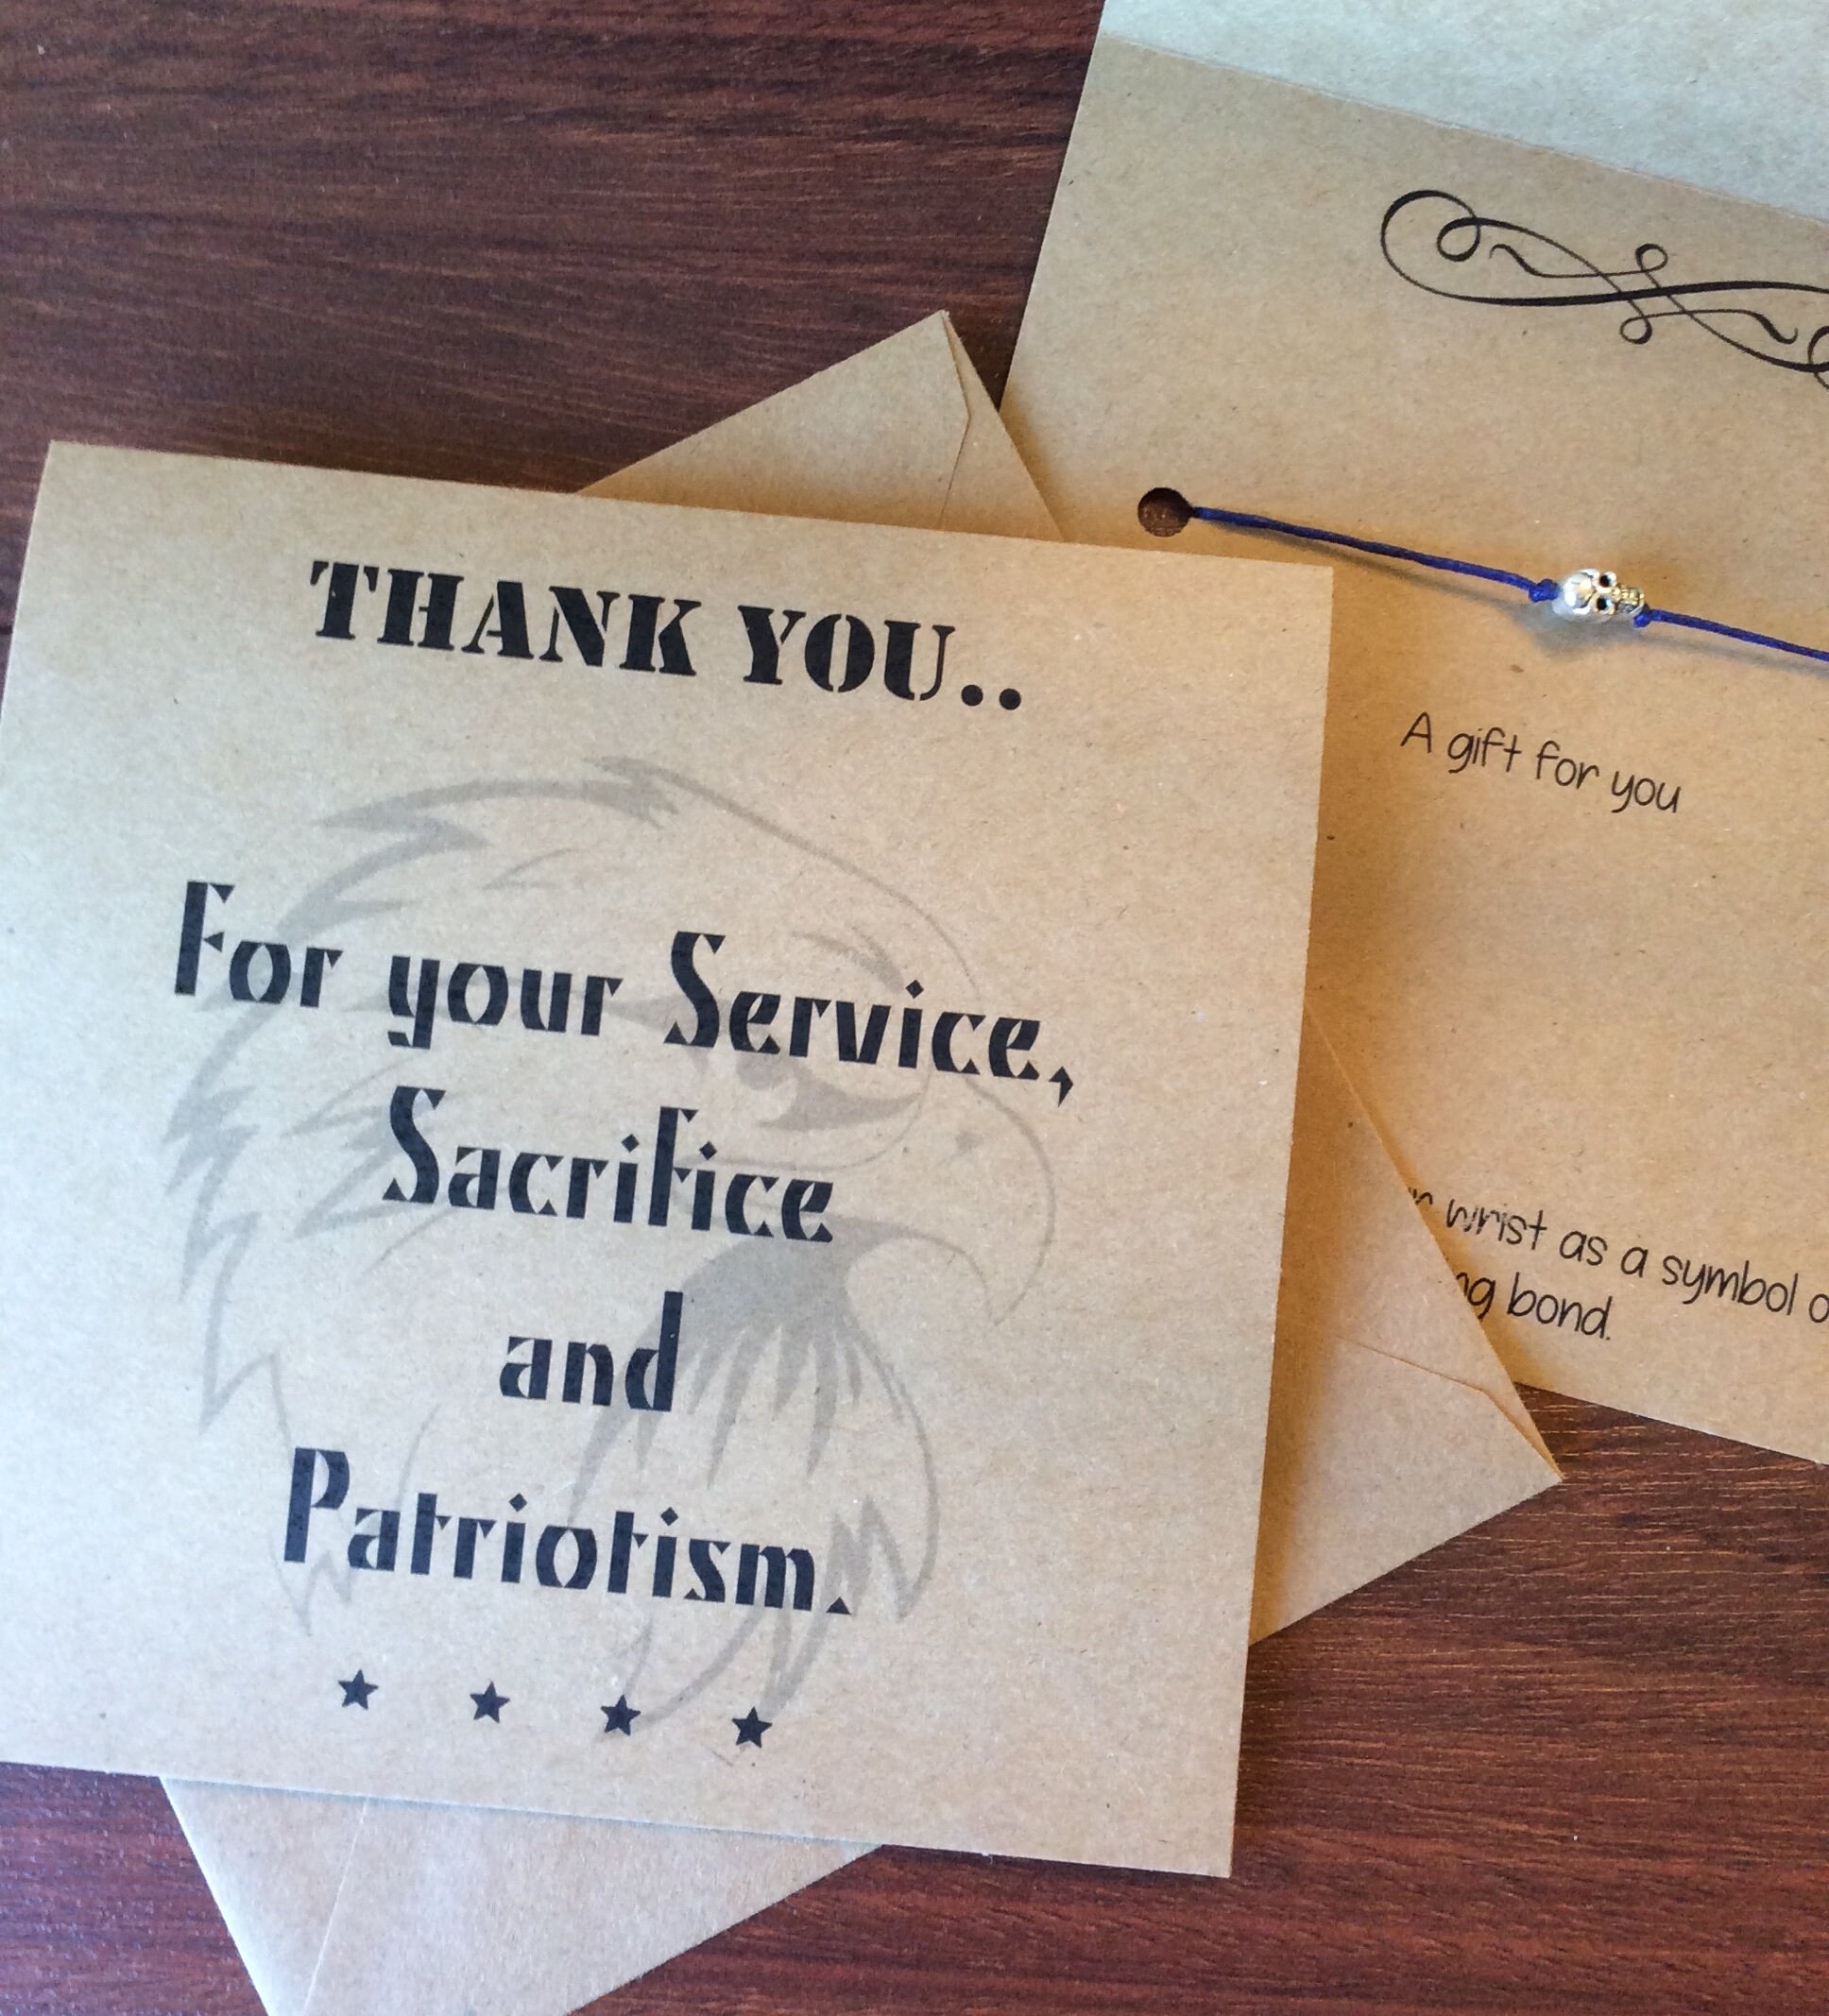 THANK YOU..
For your Service,
Sacrifice
and
Patriotism.
A gift for you
wrist as a symbol
bond.